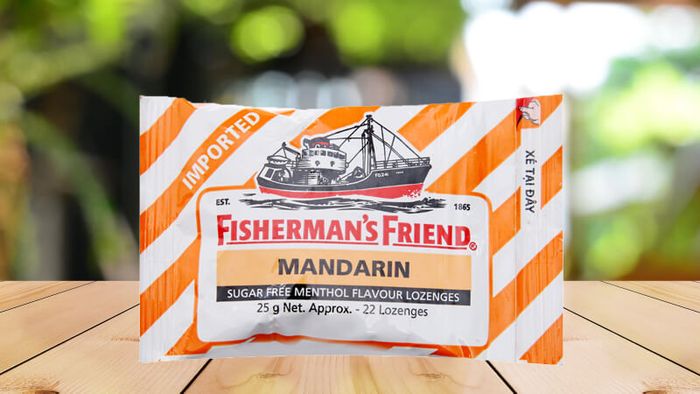 IMPORTED
FD241
EST. 1865
FISHERMAN'S FRIEND®
MANDARIN
SUGAR FREE MENTHOL FLAVOUR LOZENGES
25 g Net. Approx. - 22 Lozenges
XÉ TẠI ĐÂY